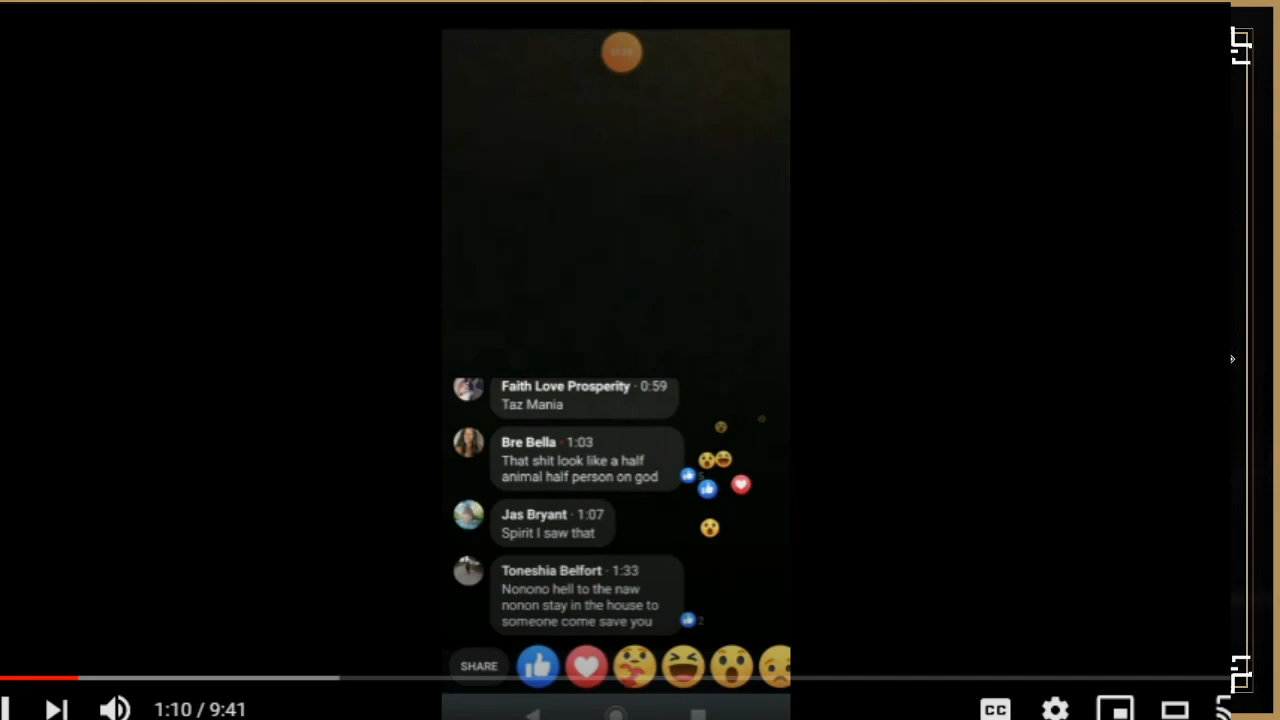 Faith Love Prosperity · 0:59
Taz Mania
Bre Bella · 1:03
That shit look like a half
animal half person on god
5
Jas Bryant · 1:07
Spirit I saw that
Toneshia Belfort · 1:33
Nonono hell to the naw
nonon stay in the house to
someone come save you
2
SHARE
1:10 / 9:41
CC